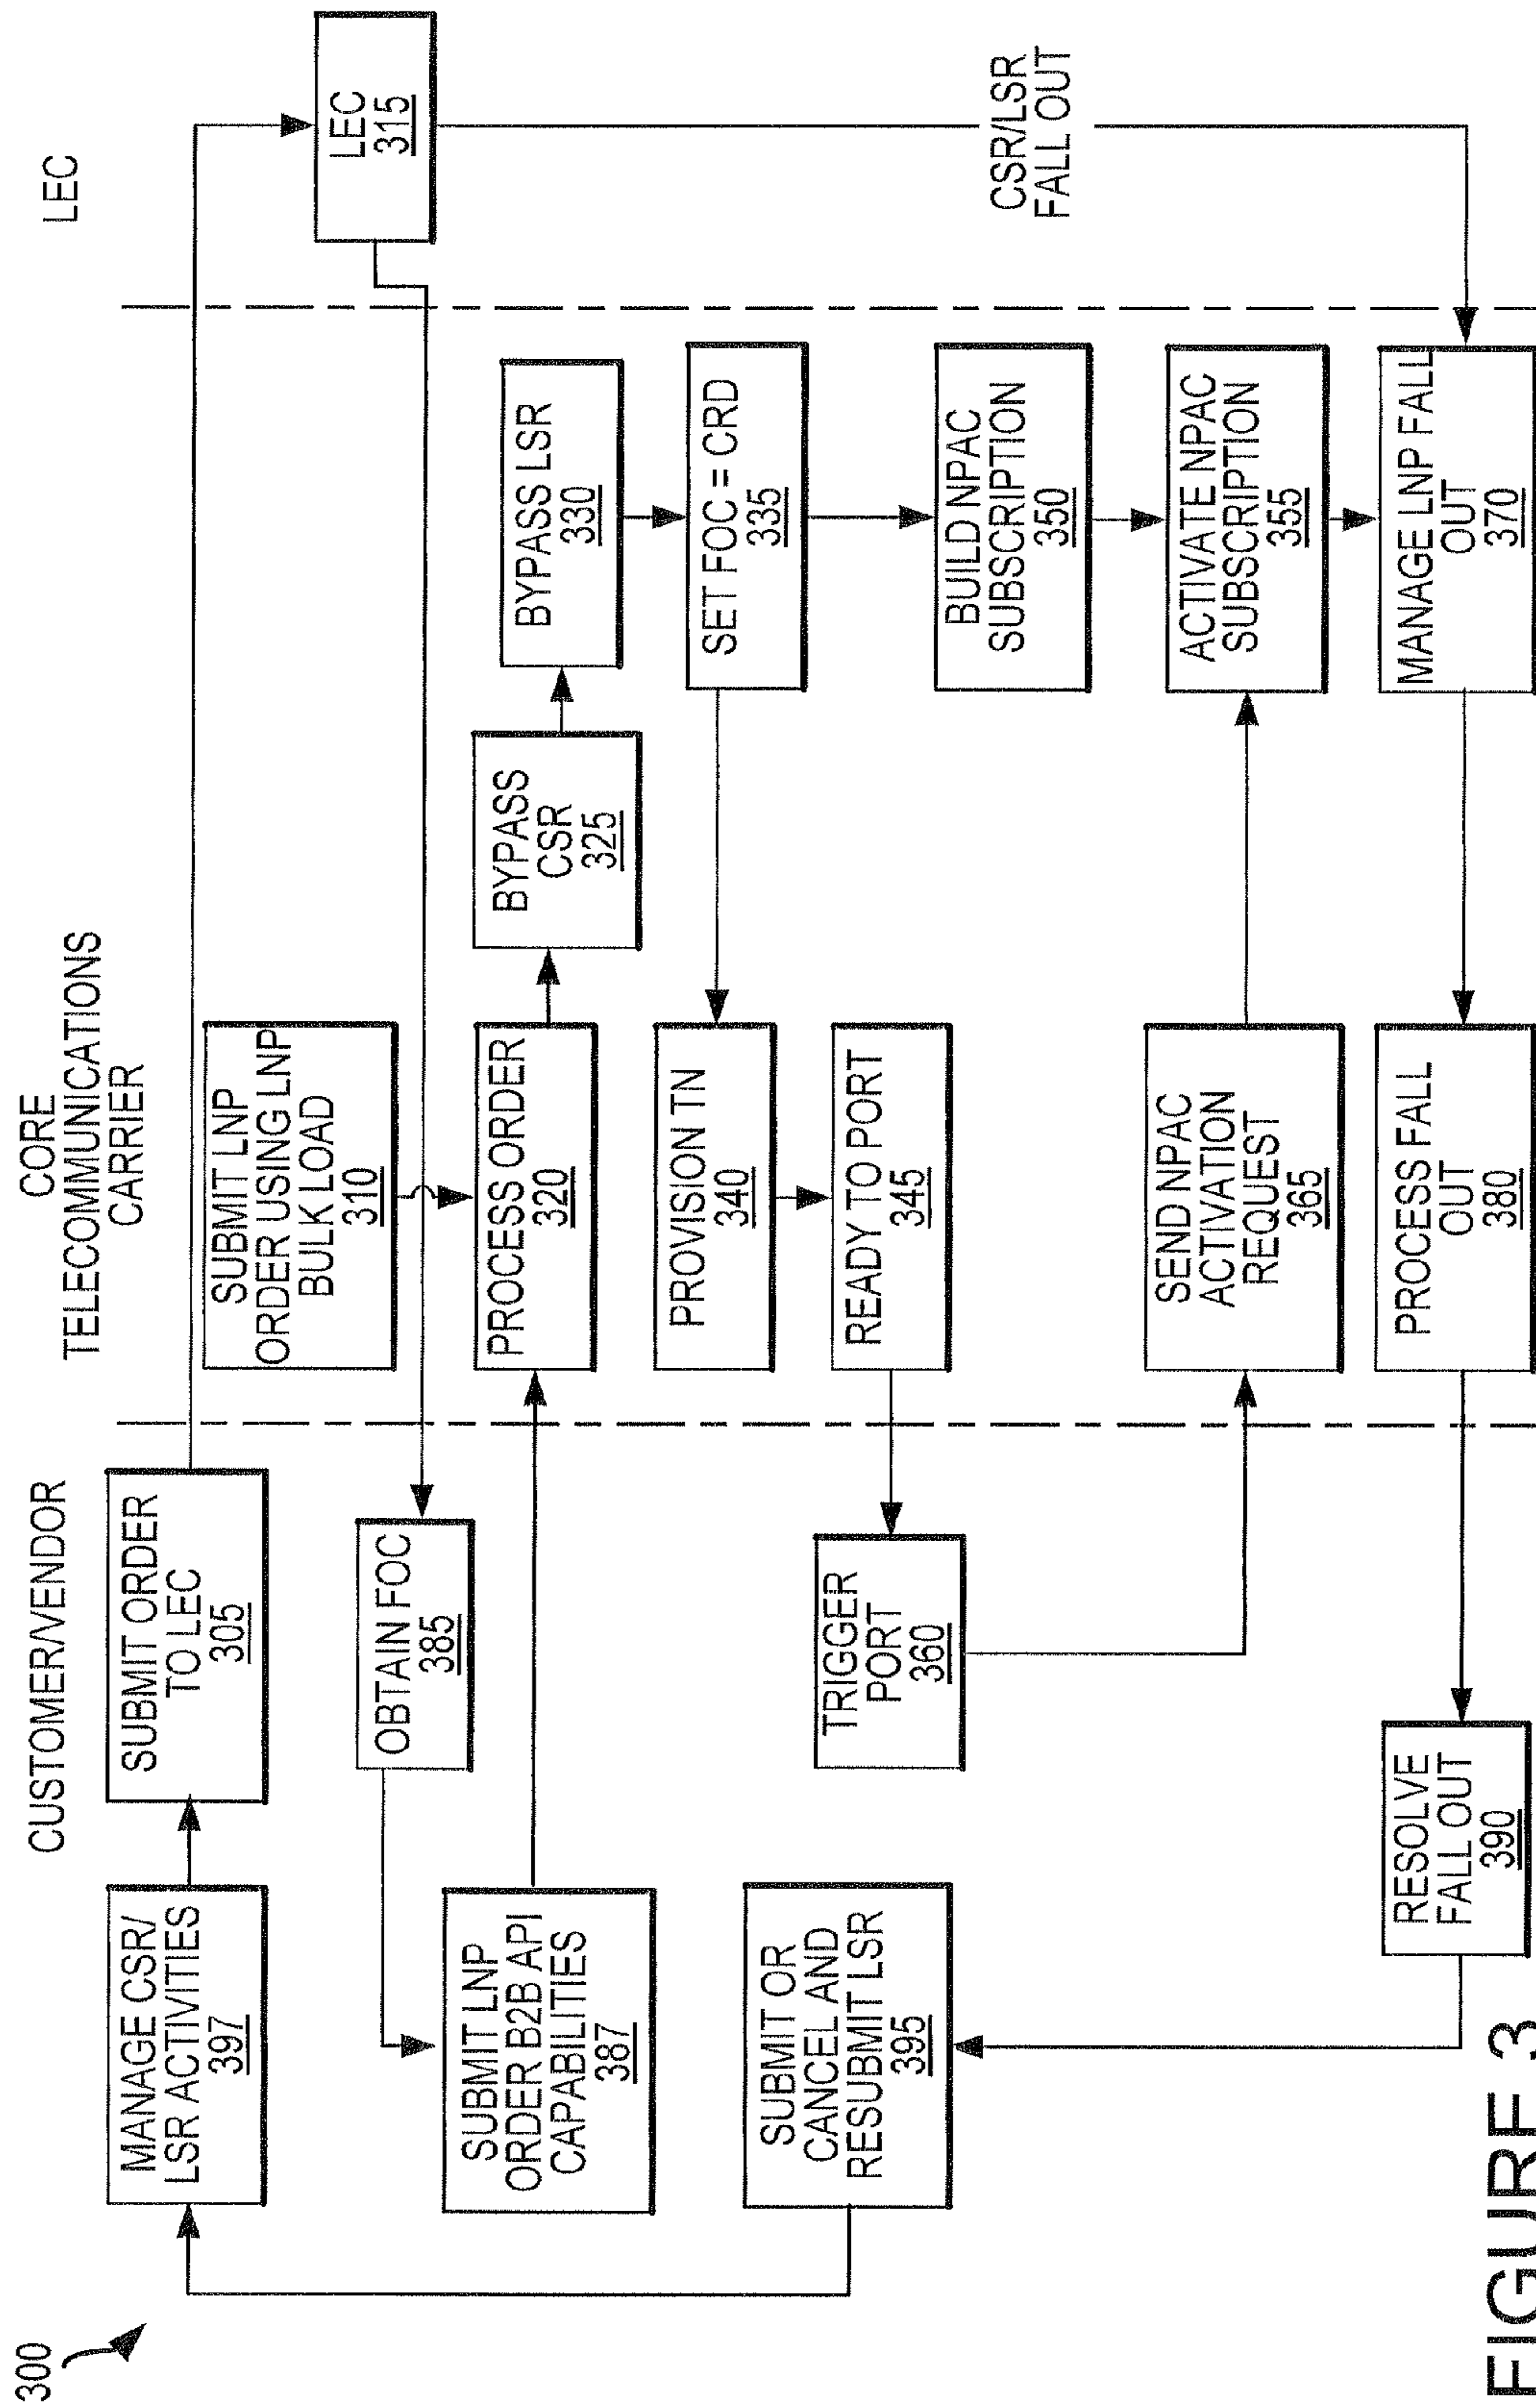 300
CUSTOMER/VENDOR
CORE
TELECOMMUNICATIONS
CARRIER
LEC
MANAGE CSR/
LSR ACTIVITIES
397
SUBMIT ORDER
TO LEC
305
SUBMIT LNP
ORDER USING LNP
BULK LOAD
310
LEC
315
OBTAIN FOC
385
SUBMIT LNP
ORDER B2B API
CAPABILITIES
387
PROCESS ORDER
320
BYPASS
CSR
325
BYPASS LSR
330
SET FOC = CRD
335
PROVISION TN
340
READY TO PORT
345
BUILD NPAC
SUBSCRIPTION
350
SUBMIT OR
CANCEL AND
RESUBMIT LSR
395
TRIGGER
PORT
360
SEND NPAC
ACTIVATION
REQUEST
365
ACTIVATE NPAC
SUBSCRIPTION
355
CSR/LSR
FALL OUT
RESOLVE
FALL OUT
390
PROCESS FALL
OUT
380
MANAGE LNP FALL
OUT
370
FIGURE 3